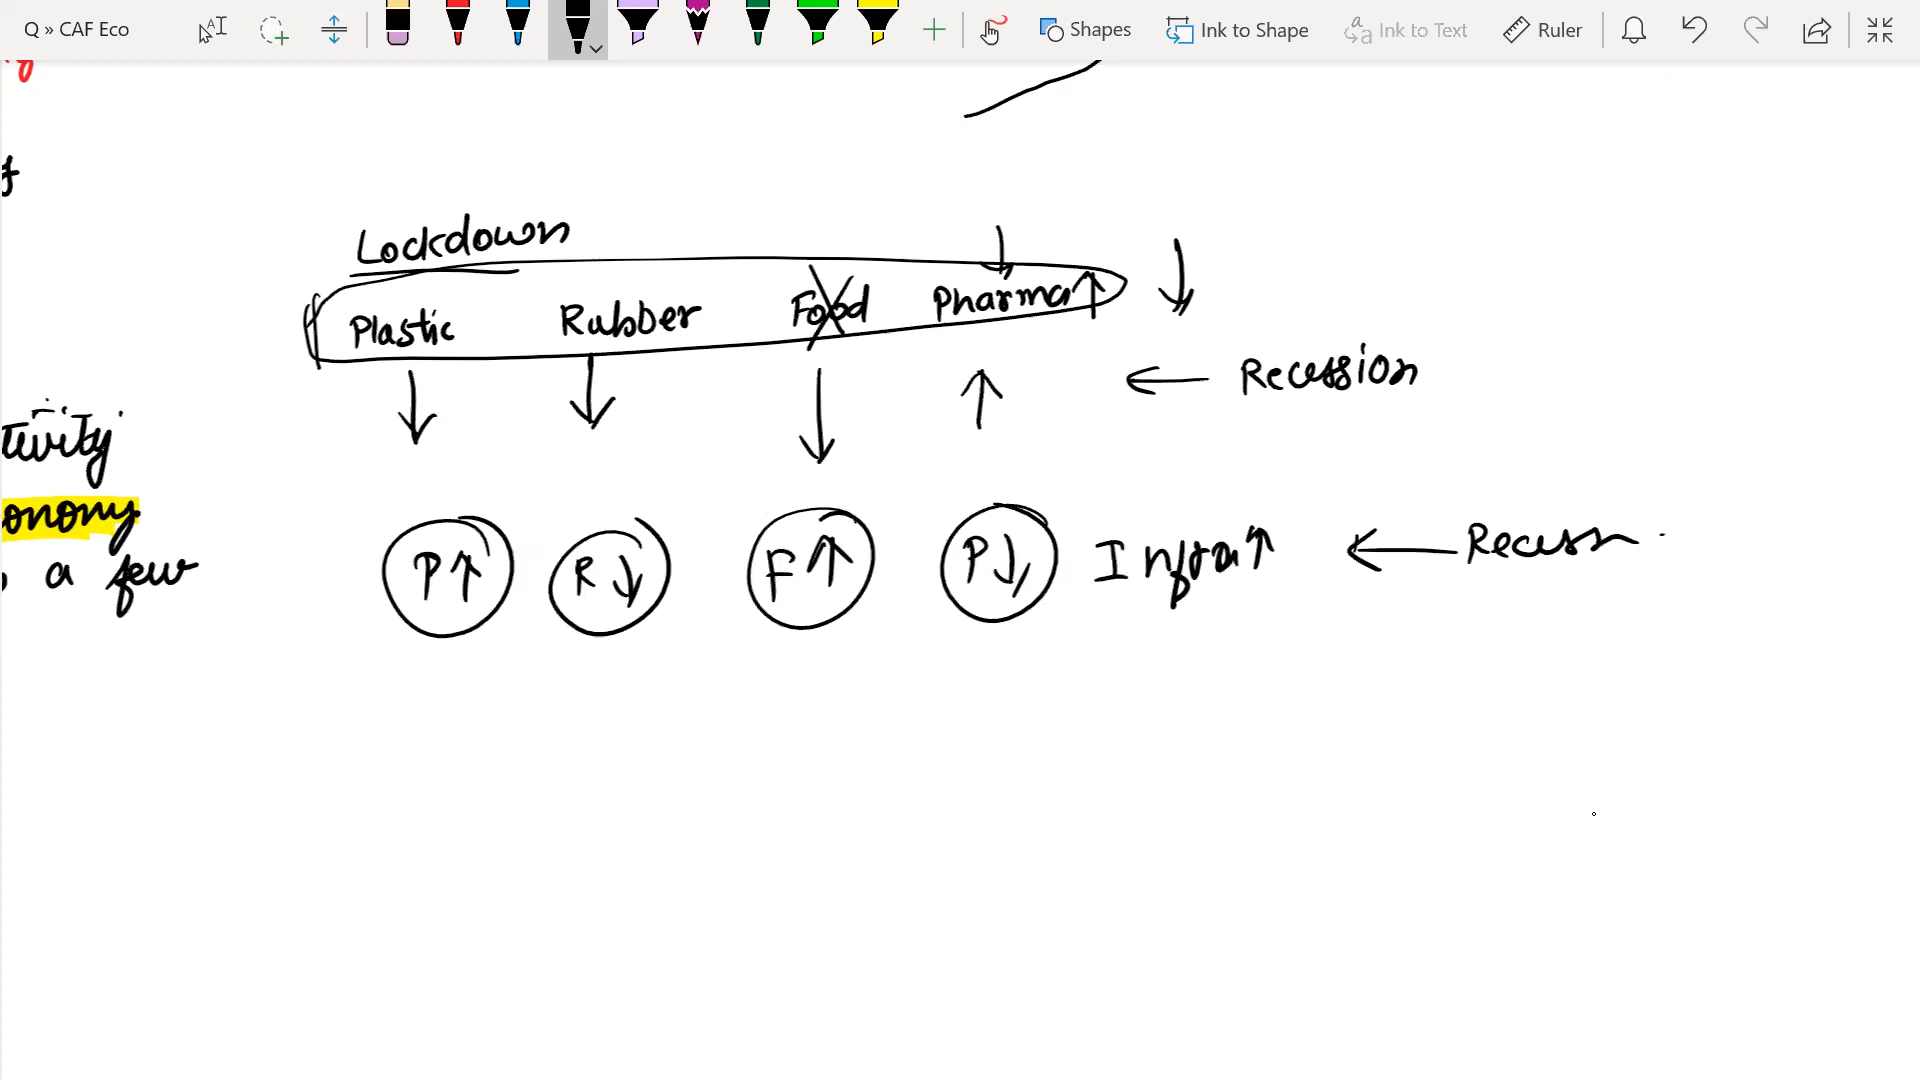 Q » CAF Eco Shapes Ink to Shape Ink to Text Ruler
Lockdown
Plastic Rubber Food Pharma ↑ ↓
← Recession
tivity
onomy
a few
P↑ R↓ F↑ P↓ Infra↑ ← Recessn